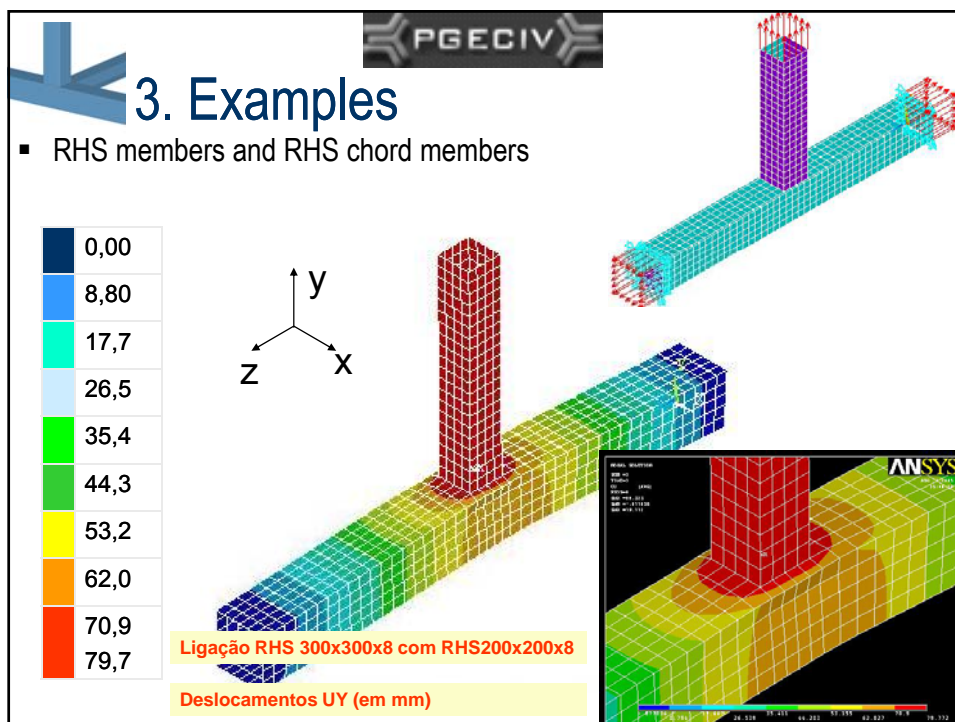 PGECIV
3. Examples
RHS members and RHS chord members
0,00
8,80
17,7
26,5
35,4
44,3
53,2
62,0
70,9
79,7
y
z
x
Ligação RHS 300x300x8 com RHS200x200x8
Deslocamentos UY (em mm)
ANSYS
79.772